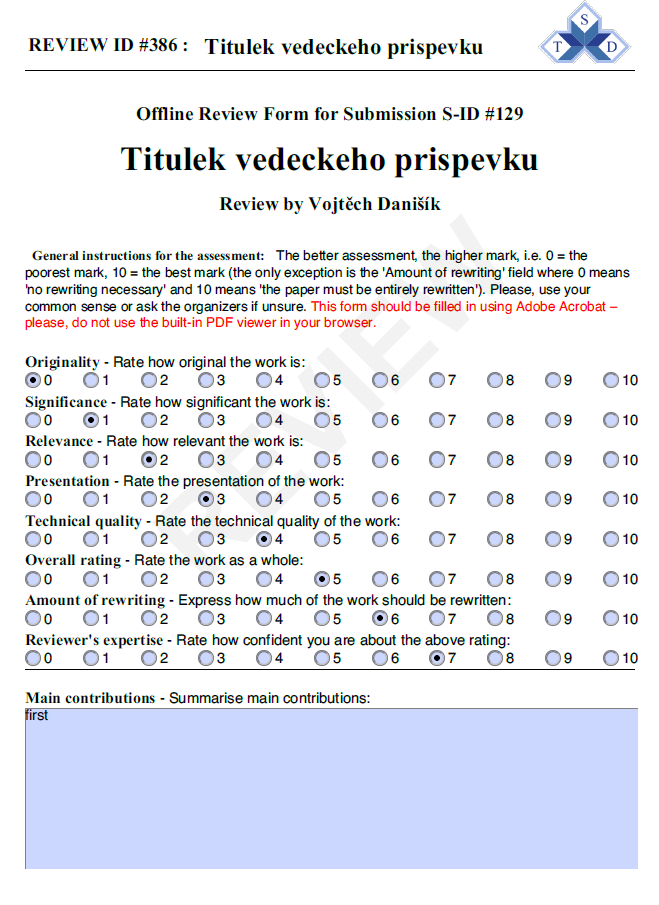 REVIEW ID #386 : Titulek vedeckeho prispevku
T S D
Offline Review Form for Submission S-ID #129
Titulek vedeckeho prispevku
Review by Vojtěch Danišík
General instructions for the assessment: The better assessment, the higher mark, i.e. 0 = the
poorest mark, 10 = the best mark (the only exception is the 'Amount of rewriting' field where 0 means
'no rewriting necessary' and 10 means 'the paper must be entirely rewritten'). Please, use your
common sense or ask the organizers if unsure. This form should be filled in using Adobe Acrobat –
please, do not use the built-in PDF viewer in your browser.
REVIEW
Originality - Rate how original the work is:
0 1 2 3 4 5 6 7 8 9 10
Significance - Rate how significant the work is:
0 1 2 3 4 5 6 7 8 9 10
Relevance - Rate how relevant the work is:
0 1 2 3 4 5 6 7 8 9 10
Presentation - Rate the presentation of the work:
0 1 2 3 4 5 6 7 8 9 10
Technical quality - Rate the technical quality of the work:
0 1 2 3 4 5 6 7 8 9 10
Overall rating - Rate the work as a whole:
0 1 2 3 4 5 6 7 8 9 10
Amount of rewriting - Express how much of the work should be rewritten:
0 1 2 3 4 5 6 7 8 9 10
Reviewer's expertise - Rate how confident you are about the above rating:
0 1 2 3 4 5 6 7 8 9 10
Main contributions - Summarise main contributions:
first